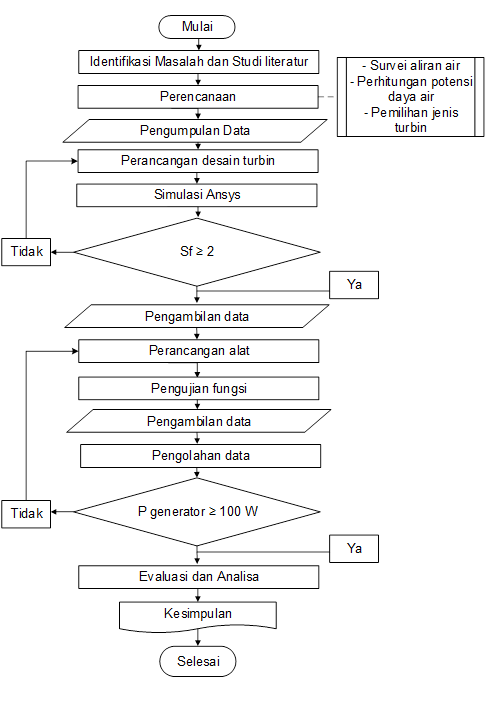 Mulai
Identifikasi Masalah dan Studi literatur
Perencanaan
- Survei aliran air
- Perhitungan potensi
daya air
- Pemilihan jenis
turbin
Pengumpulan Data
Perancangan desain turbin
Simulasi Ansys
Sf ≥ 2
Tidak
Ya
Pengambilan data
Perancangan alat
Pengujian fungsi
Pengambilan data
Pengolahan data
P generator ≥ 100 W
Tidak
Ya
Evaluasi dan Analisa
Kesimpulan
Selesai